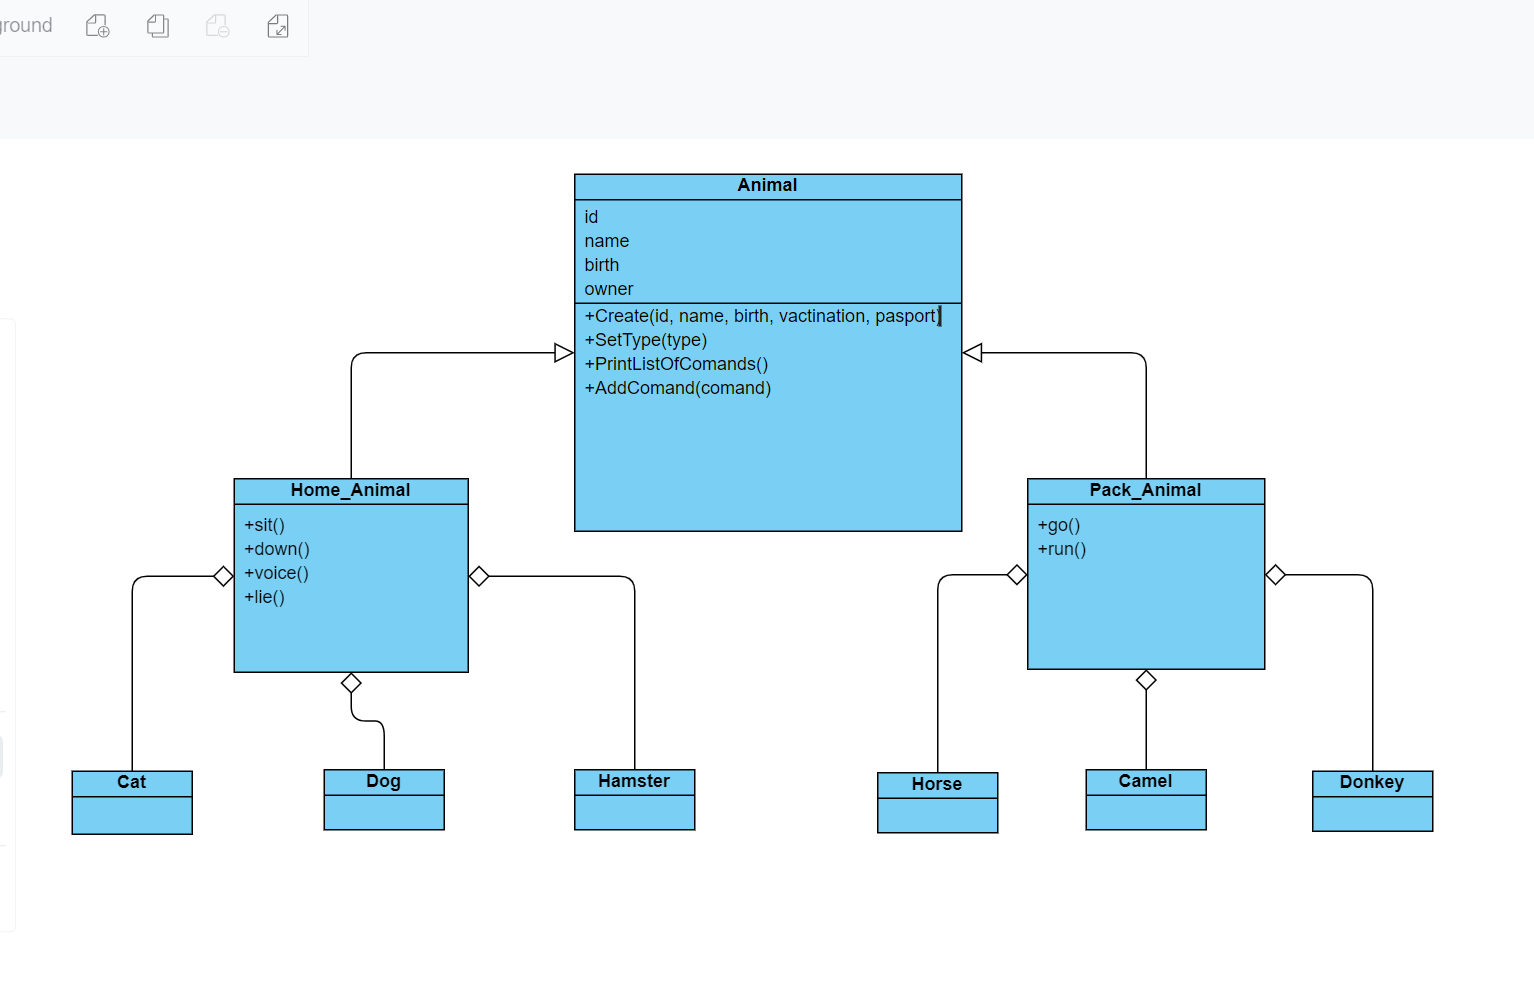 ground
Animal
id
name
birth
owner
+Create(id, name, birth, vactination, pasport)
+SetType(type)
+PrintListOfComands()
+AddComand(comand)
Home_Animal
+sit()
+down()
+voice()
+lie()
Pack_Animal
+go()
+run()
Cat
Dog
Hamster
Horse
Camel
Donkey